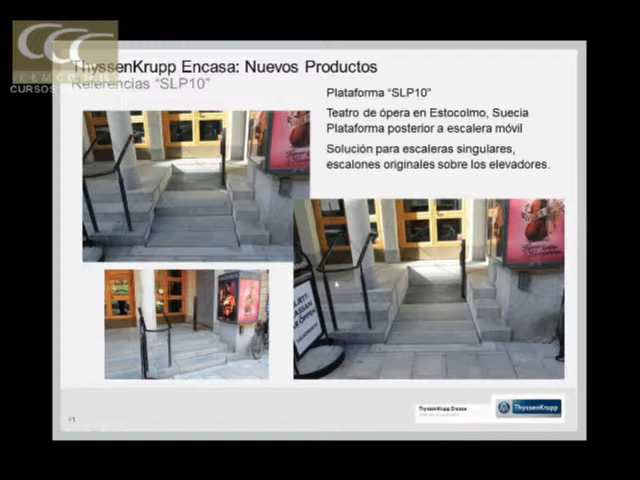 CCC
CURSOS
ThyssenKrupp Encasa: Nuevos Productos
Referencias “SLP10”
Plataforma “SLP10”
Teatro de ópera en Estocolmo, Suecia
Plataforma posterior a escalera móvil
Solución para escaleras singulares,
escalones originales sobre los elevadores.
ThyssenKrupp Encasa
ThyssenKrupp